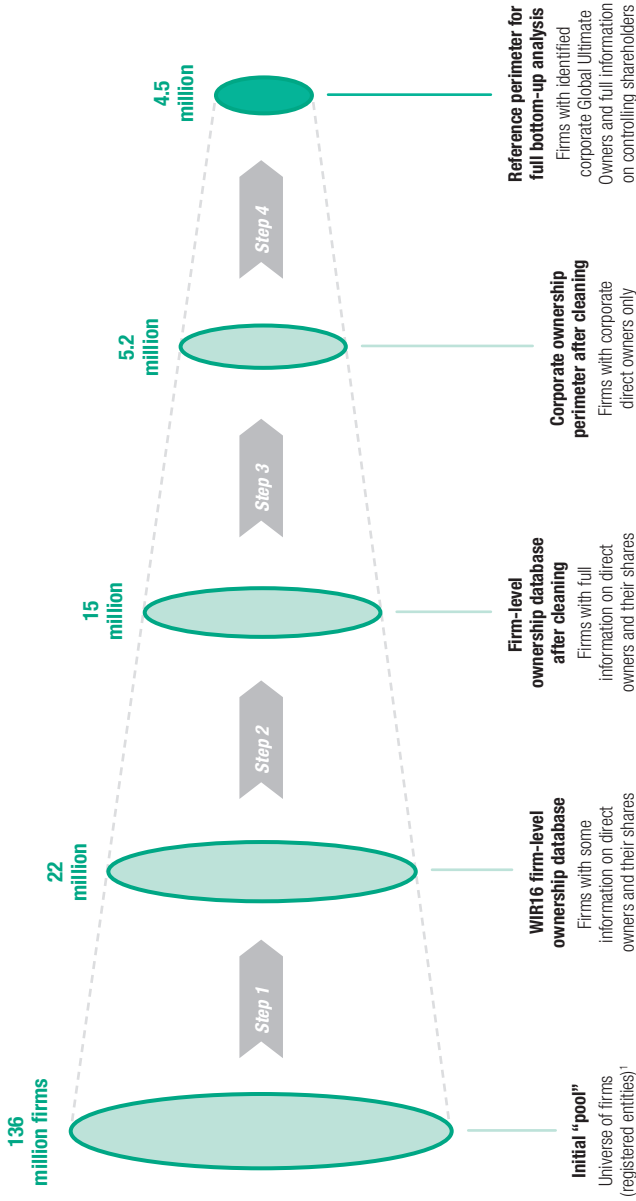 136
million firms
22
million
15
million
5.2
million
4.5
million
Step 1
Step 2
Step 3
Step 4
Initial “pool”
Universe of firms
(registered entities)¹
WIR16 firm-level
ownership database
Firms with some
information on direct
owners and their shares
Firm-level
ownership database
after cleaning
Firms with full
information on direct
owners and their shares
Corporate ownership
perimeter after cleaning
Firms with corporate
direct owners only
Reference perimeter for
full bottom-up analysis
Firms with identified
corporate Global Ultimate
Owners and full information
on controlling shareholders